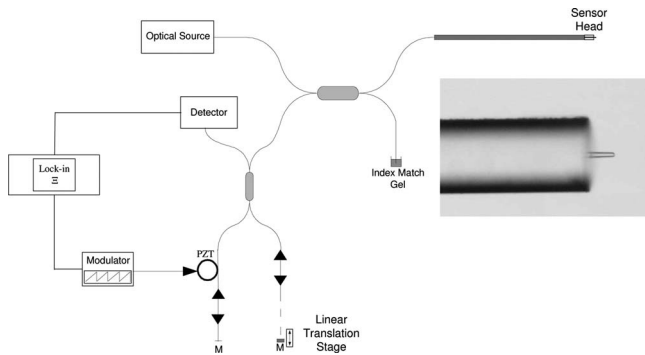 Sensor
Head
Optical Source
Detector
Lock-in
Ξ
Index Match
Gel
PZT
Modulator
Linear
Translation
Stage
M
M